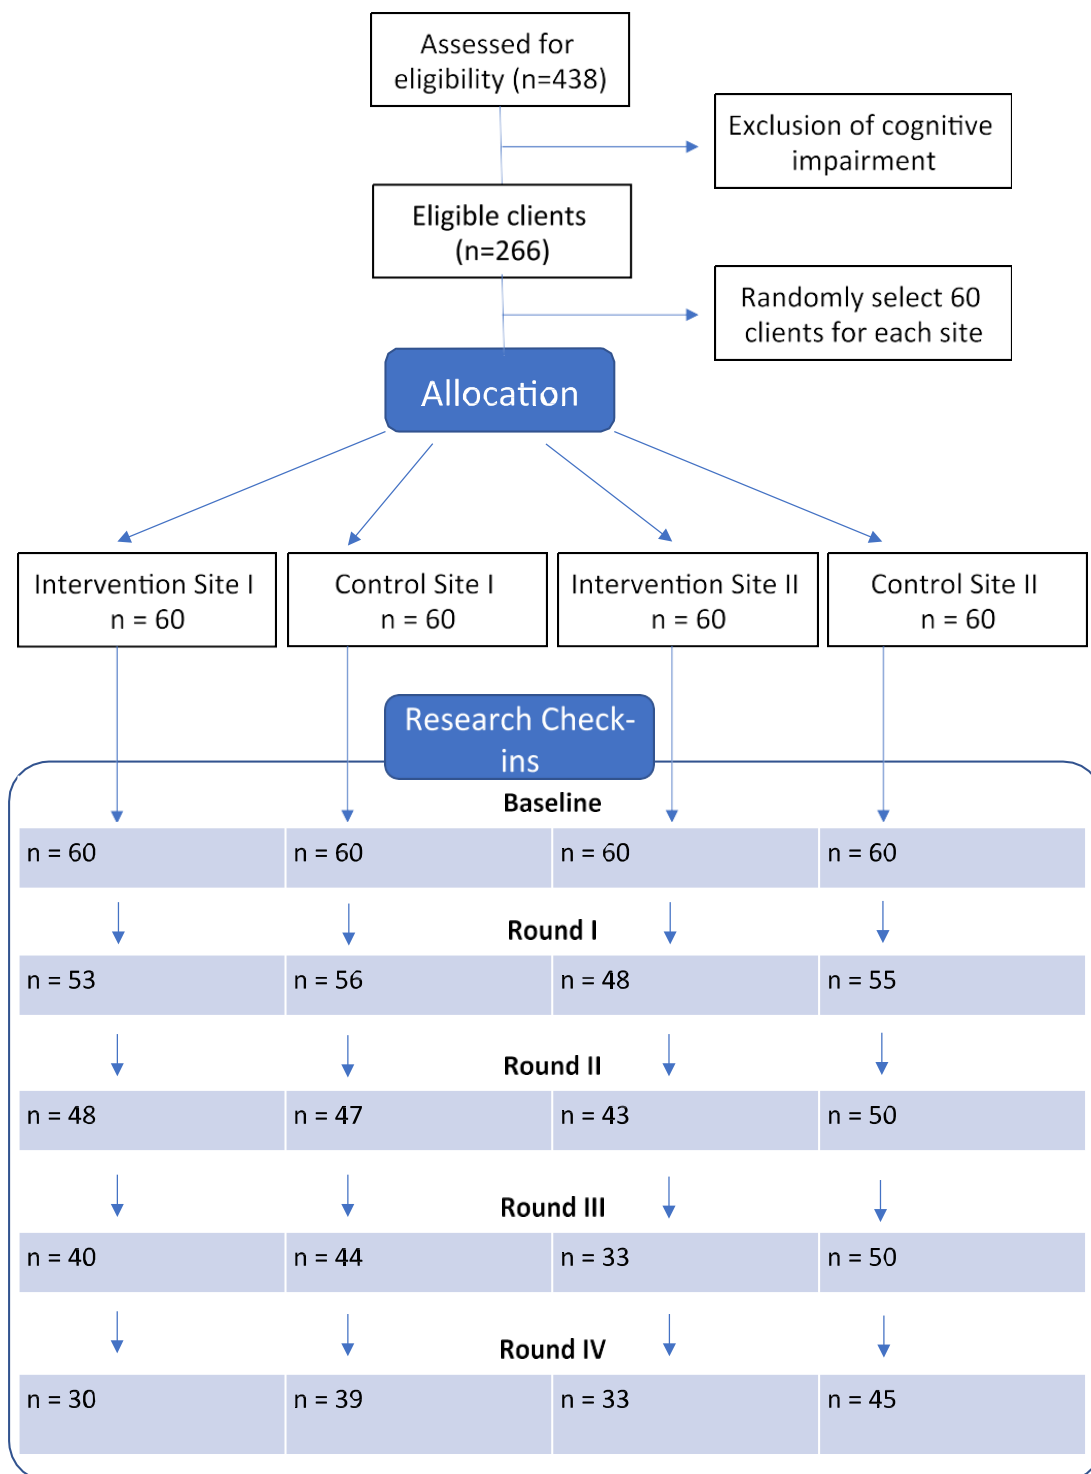 Assessed for
eligibility (n=438)
Exclusion of cognitive
impairment
Eligible clients
(n=266)
Randomly select 60
clients for each site
Allocation
Intervention Site I
n = 60
Control Site I
n = 60
Intervention Site II
n = 60
Control Site II
n = 60
Research Check-
ins
Baseline
n = 60 n = 60 n = 60 n = 60
Round I
n = 53 n = 56 n = 48 n = 55
Round II
n = 48 n = 47 n = 43 n = 50
Round III
n = 40 n = 44 n = 33 n = 50
Round IV
n = 30 n = 39 n = 33 n = 45